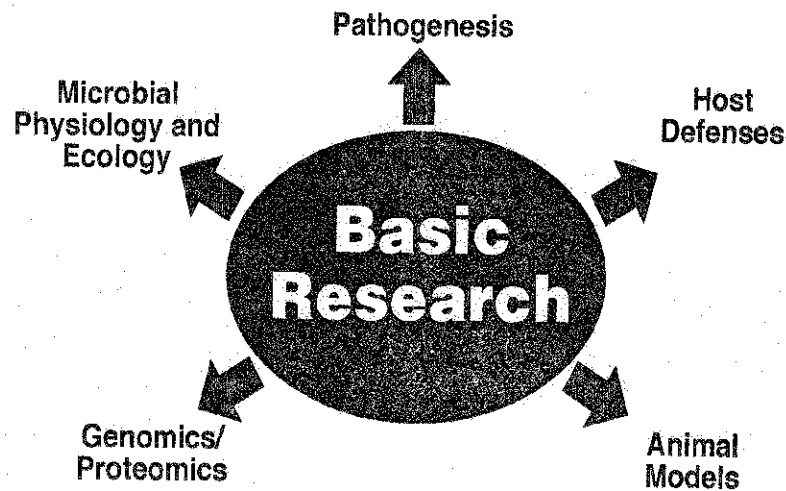 Pathogenesis
Microbial
Physiology and
Ecology
Host
Defenses
Basic
Research
Genomics/
Proteomics
Animal
Models